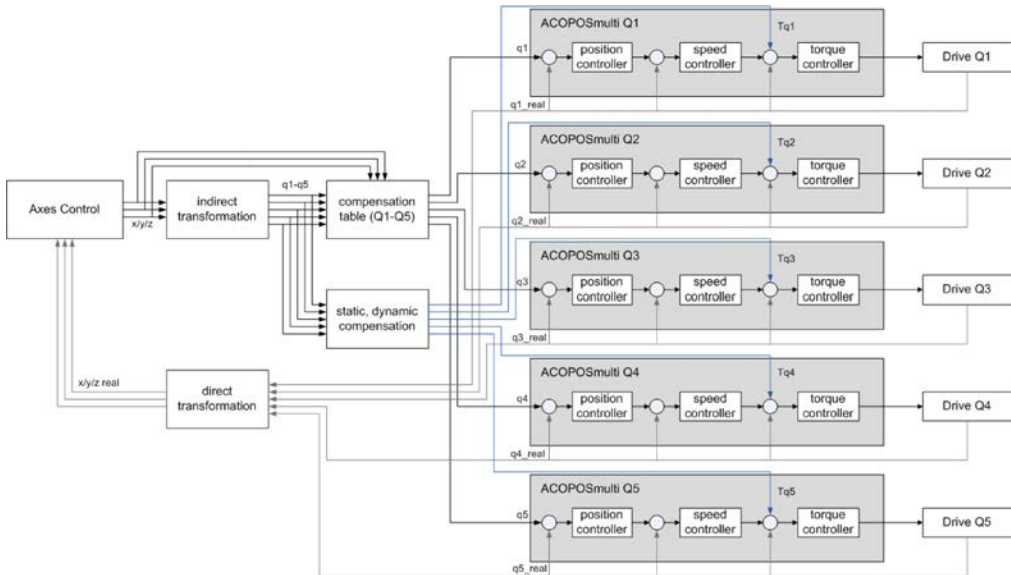 ACOPOSmulti Q1
Tq1
q1
position
controller
speed
controller
torque
controller
Drive Q1
q1_real
ACOPOSmulti Q2
Tq2
q2
position
controller
speed
controller
torque
controller
Drive Q2
q2_real
Axes Control
x/y/z
indirect
transformation
q1-q5
compensation
table (Q1-Q5)
ACOPOSmulti Q3
Tq3
q3
position
controller
speed
controller
torque
controller
Drive Q3
q3_real
static, dynamic
compensation
x/y/z real
direct
transformation
ACOPOSmulti Q4
Tq4
q4
position
controller
speed
controller
torque
controller
Drive Q4
q4_real
ACOPOSmulti Q5
Tq5
q5
position
controller
speed
controller
torque
controller
Drive Q5
q5_real